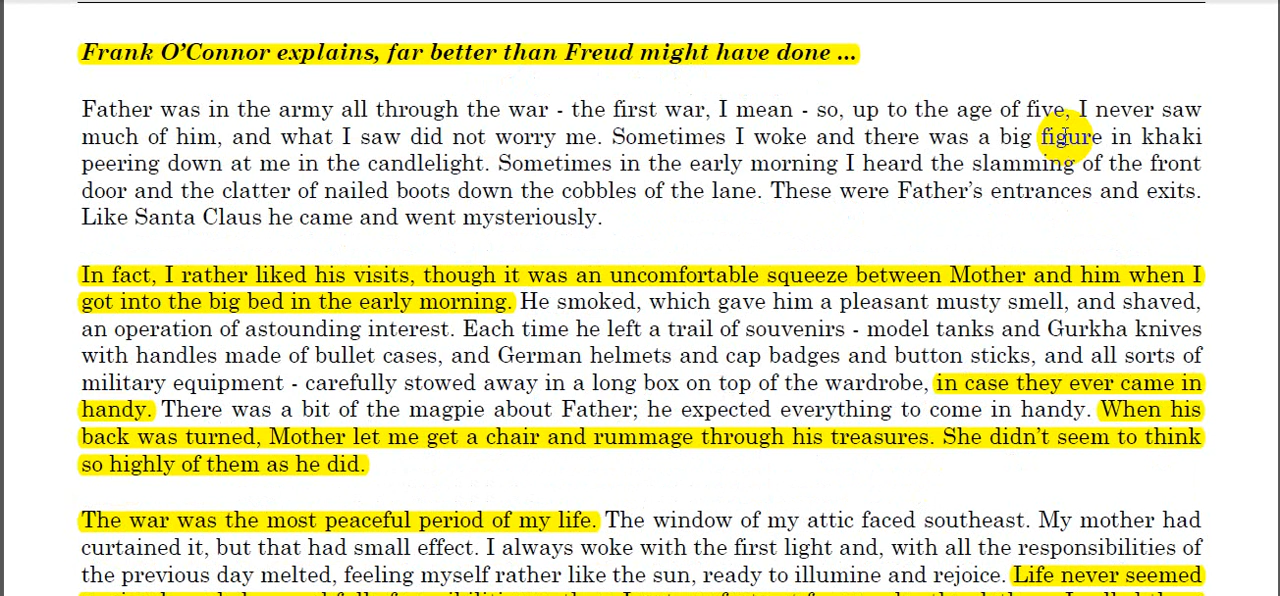 Frank O'Connor explains, far better than Freud might have done ...
Father was in the army all through the war - the first war, I mean - so, up to the age of five, I never saw
much of him, and what I saw did not worry me. Sometimes I woke and there was a big figure in khaki
peering down at me in the candlelight. Sometimes in the early morning I heard the slamming of the front
door and the clatter of nailed boots down the cobbles of the lane. These were Father's entrances and exits.
Like Santa Claus he came and went mysteriously.
In fact, I rather liked his visits, though it was an uncomfortable squeeze between Mother and him when I
got into the big bed in the early morning. He smoked, which gave him a pleasant musty smell, and shaved,
an operation of astounding interest. Each time he left a trail of souvenirs - model tanks and Gurkha knives
with handles made of bullet cases, and German helmets and cap badges and button sticks, and all sorts of
military equipment - carefully stowed away in a long box on top of the wardrobe, in case they ever came in
handy. There was a bit of the magpie about Father; he expected everything to come in handy. When his
back was turned, Mother let me get a chair and rummage through his treasures. She didn't seem to think
so highly of them as he did.
The war was the most peaceful period of my life. The window of my attic faced southeast. My mother had
curtained it, but that had small effect. I always woke with the first light and, with all the responsibilities of
the previous day melted, feeling myself rather like the sun, ready to illumine and rejoice. Life never seemed